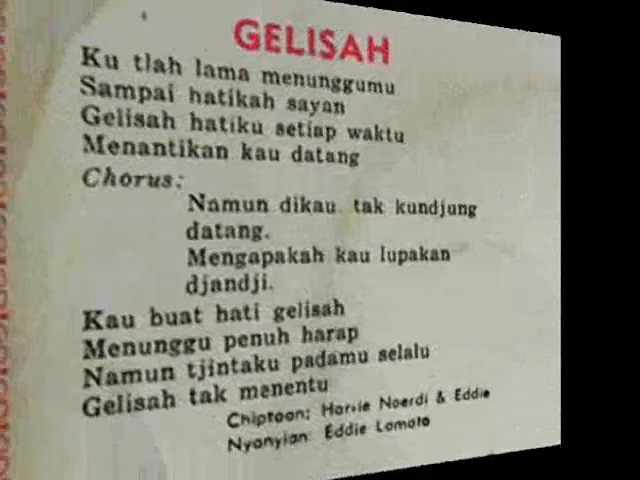 GELISAH
Ku tlah lama menunggumu
Sampai hatikah sayan
Gelisah hatiku setiap waktu
Menantikan kau datang
Chorus:
Namun dikau tak kundjung
datang.
Mengapakah kau lupakan
djandji.
Kau buat hati gelisah
Menunggu penuh harap
Namun tjintaku padamu selalu
Gelisah tak menentu
Chiptaan: Noerdi & Eddie
Nyanyian: Eddie Lomato